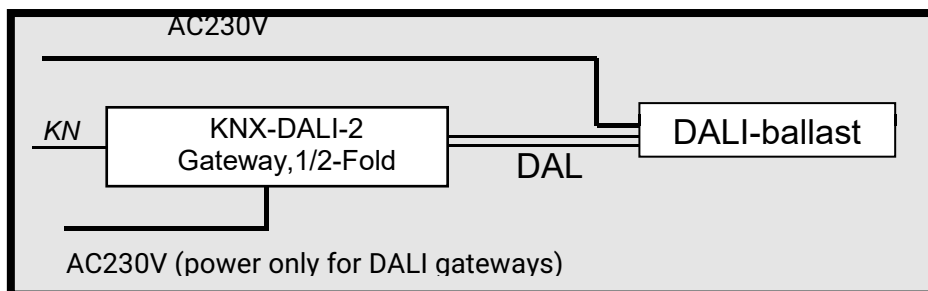 AC230V
KN
KNX-DALI-2
Gateway,1/2-Fold
DALI-ballast
DAL
AC230V (power only for DALI gateways)